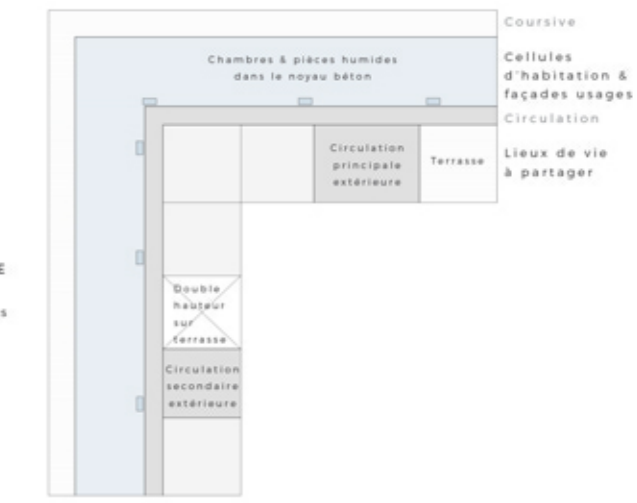 Coursive
Chambres & pièces humides
dans le noyau béton
Cellules
d'habitation &
façades usages
Circulation
Circulation
principale
extérieure
Terrasse
Lieux de vie
à partager
Double
hauteur
sur
terrasse
Circulation
secondaire
extérieure